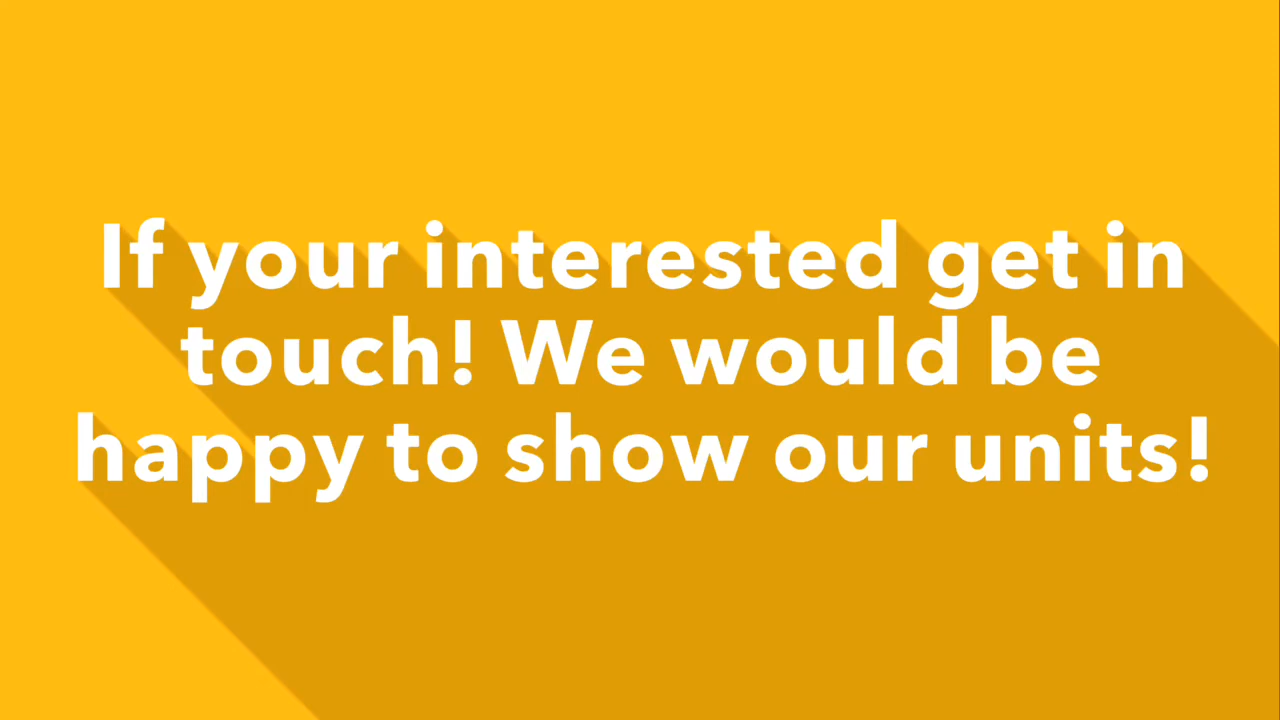 If your interested get in
touch! We would be
happy to show our units!